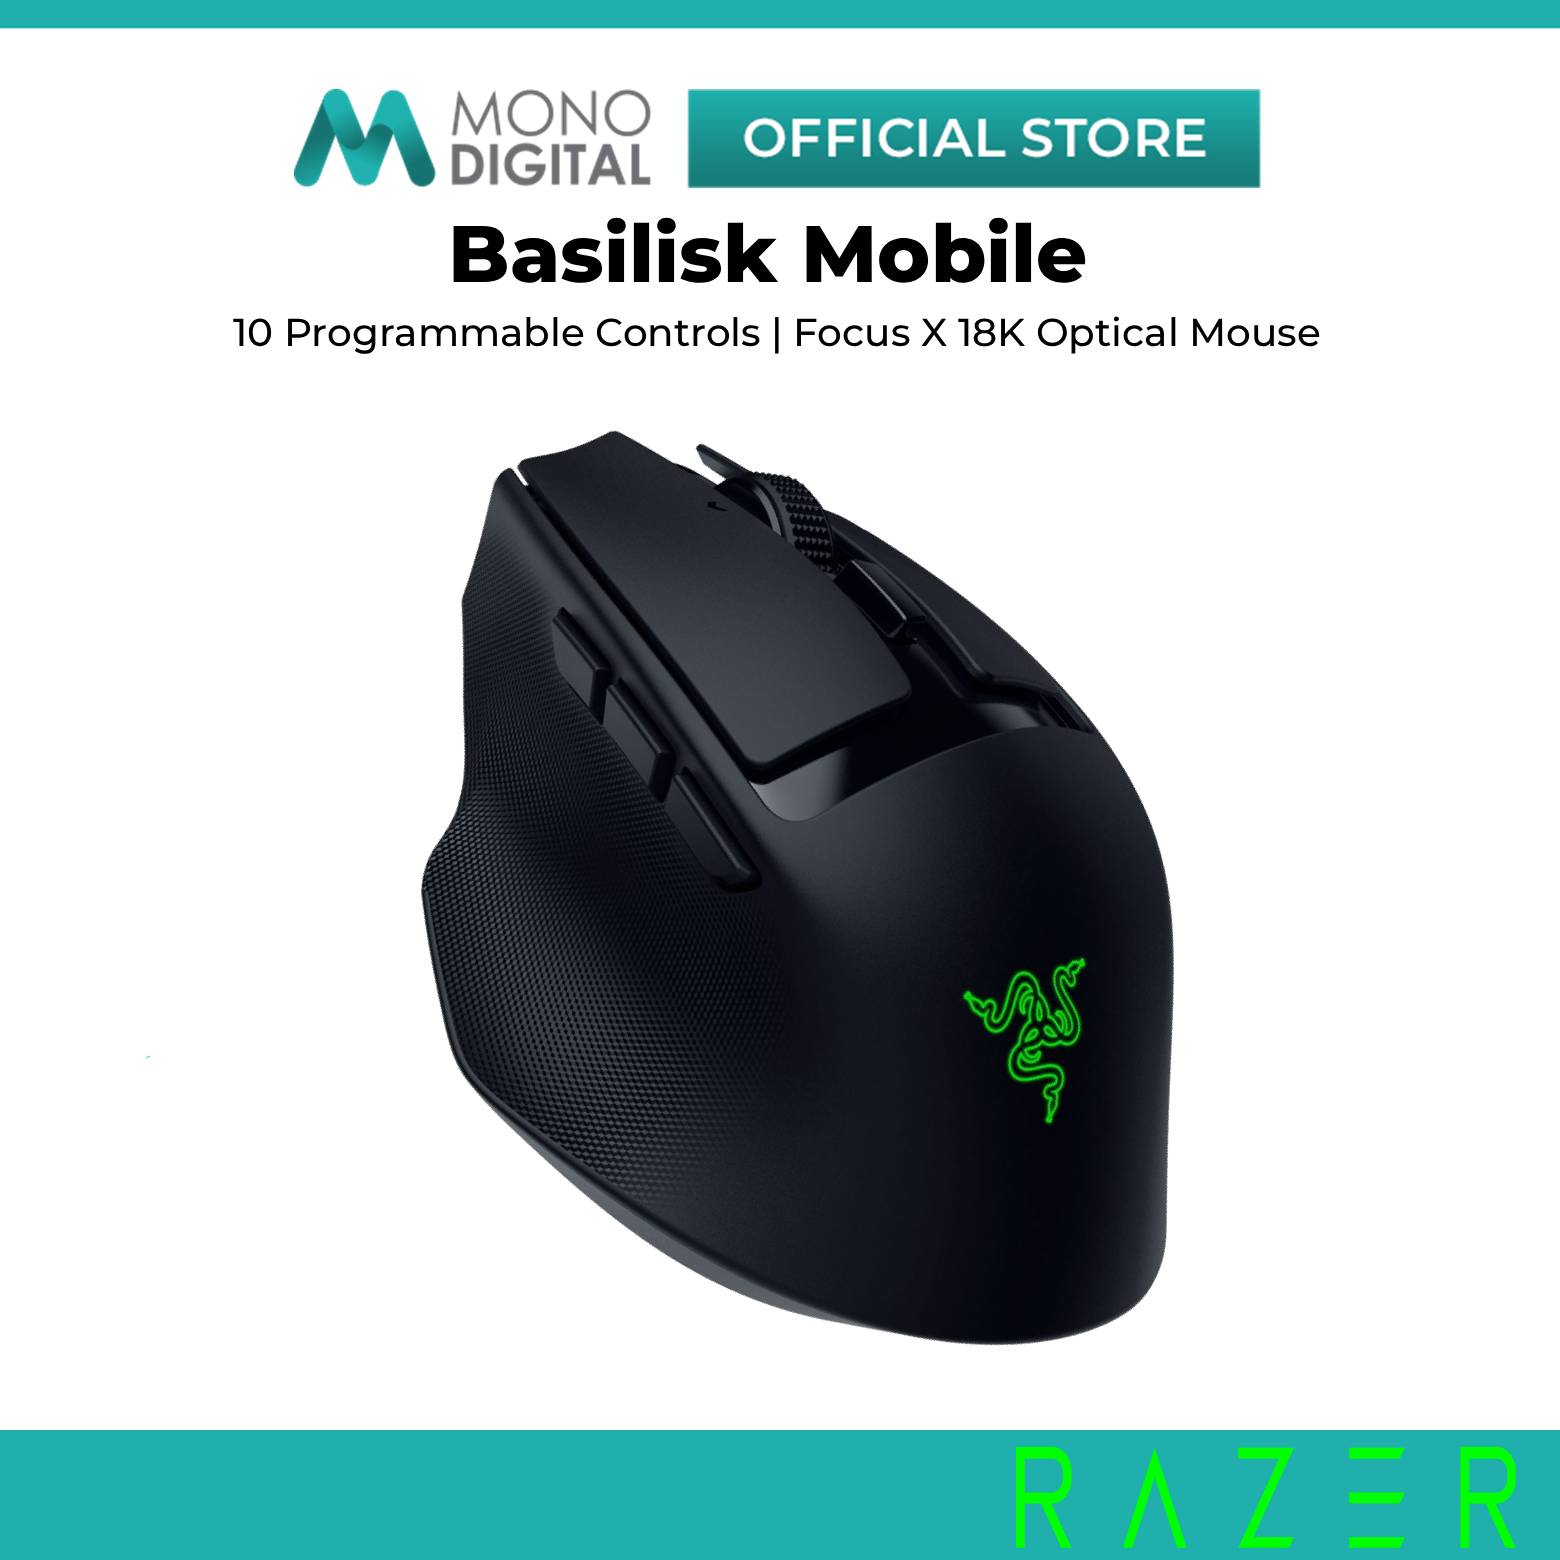 MONO
DIGITAL
OFFICIAL STORE
Basilisk Mobile
10 Programmable Controls | Focus X 18K Optical Mouse
RAZER